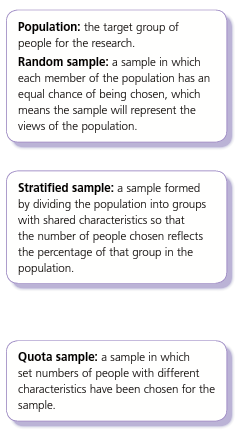 Population: the target group of
people for the research.
Random sample: a sample in which
each member of the population has an
equal chance of being chosen, which
means the sample will represent the
views of the population.
Stratified sample: a sample formed
by dividing the population into groups
with shared characteristics so that
the number of people chosen reflects
the percentage of that group in the
population.
Quota sample: a sample in which
set numbers of people with different
characteristics have been chosen for the
sample.